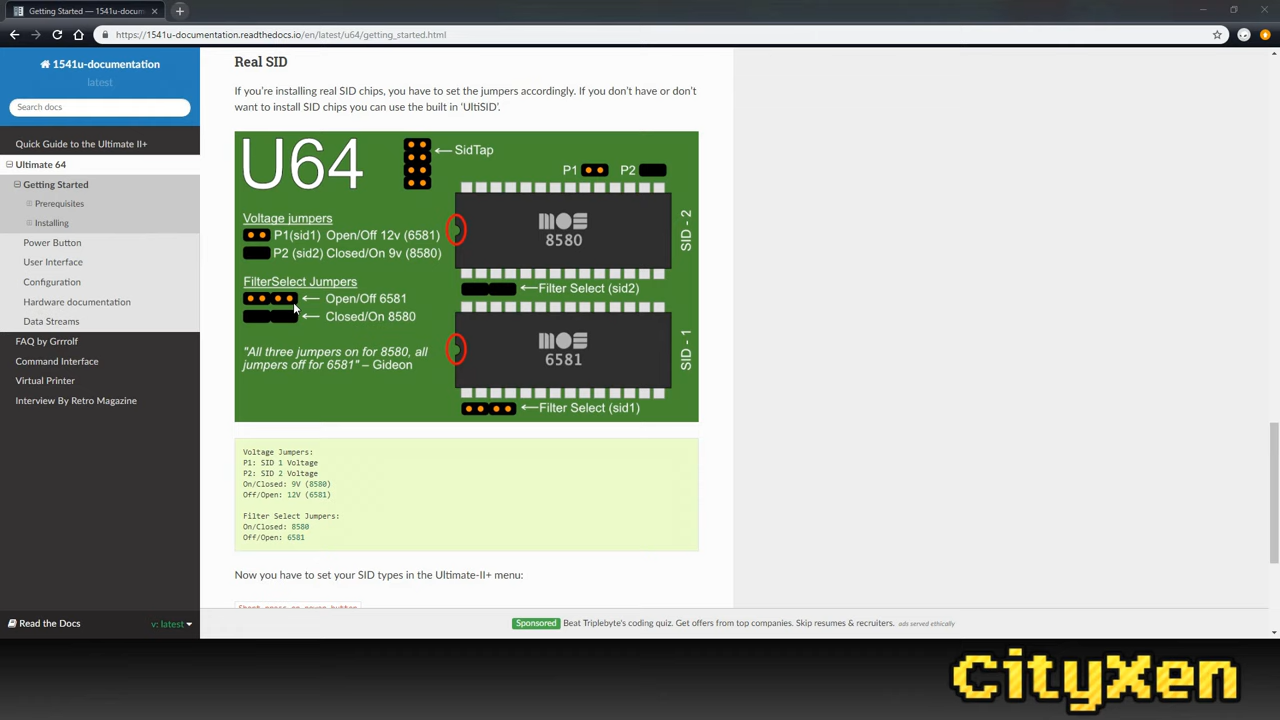 Getting Started — 1541u-docum
https://1541u-documentation.readthedocs.io/en/latest/u64/getting_started.html
1541u-documentation
latest
Search docs
Quick Guide to the Ultimate II+
Ultimate 64
Getting Started
Prerequisites
Installing
Power Button
User Interface
Configuration
Hardware documentation
Data Streams
FAQ by Grrrolf
Command Interface
Virtual Printer
Interview By Retro Magazine
Read the Docs
v: latest
Real SID
If you're installing real SID chips, you have to set the jumpers accordingly. If you don't have or don't
want to install SID chips you can use the built in 'UltiSID'.
U64
SidTap
P1
P2
Voltage jumpers
P1(sid1) Open/Off 12v (6581)
P2 (sid2) Closed/On 9v (8580)
FilterSelect Jumpers
Open/Off 6581
Closed/On 8580
"All three jumpers on for 8580, all
jumpers off for 6581" – Gideon
mos
8580
SID - 2
Filter Select (sid2)
mos
6581
SID - 1
Filter Select (sid1)
Voltage Jumpers:
P1: SID 1 Voltage
P2: SID 2 Voltage
On/Closed: 9V (8580)
Off/Open: 12V (6581)
Filter Select Jumpers:
On/Closed: 8580
Off/Open: 6581
Now you have to set your SID types in the Ultimate-II+ menu:
Short press on power button
Sponsored
Beat Triplebyte's coding quiz. Get offers from top companies. Skip resumes & recruiters.
ads served ethically
CityXen